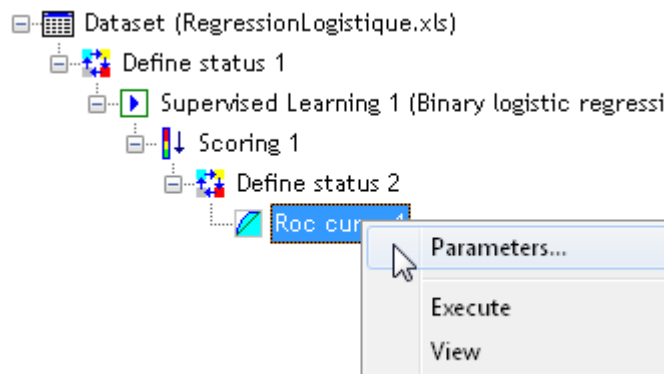 Dataset (RegressionLogistique.xls)
Define status 1
Supervised Learning 1 (Binary logistic regressi
Scoring 1
Define status 2
Roc cur 1
Parameters...
Execute
View